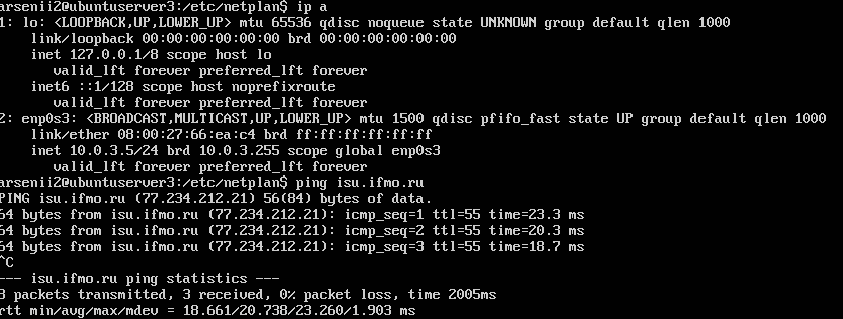 arsenii2@ubuntuserver3:/etc/netplan$ ip a
1: lo: <LOOPBACK,UP,LOWER_UP> mtu 65536 qdisc noqueue state UNKNOWN group default qlen 1000
    link/loopback 00:00:00:00:00:00 brd 00:00:00:00:00:00
    inet 127.0.0.1/8 scope host lo
       valid_lft forever preferred_lft forever
    inet6 ::1/128 scope host noprefixroute
       valid_lft forever preferred_lft forever
2: enp0s3: <BROADCAST,MULTICAST,UP,LOWER_UP> mtu 1500 qdisc pfifo_fast state UP group default qlen 1000
    link/ether 08:00:27:66:ea:c4 brd ff:ff:ff:ff:ff:ff
    inet 10.0.3.5/24 brd 10.0.3.255 scope global enp0s3
       valid_lft forever preferred_lft forever
arsenii2@ubuntuserver3:/etc/netplan$ ping isu.ifmo.ru
PING isu.ifmo.ru (77.234.212.21) 56(84) bytes of data.
64 bytes from isu.ifmo.ru (77.234.212.21): icmp_seq=1 ttl=55 time=23.3 ms
64 bytes from isu.ifmo.ru (77.234.212.21): icmp_seq=2 ttl=55 time=20.3 ms
64 bytes from isu.ifmo.ru (77.234.212.21): icmp_seq=3 ttl=55 time=18.7 ms
^C
--- isu.ifmo.ru ping statistics ---
3 packets transmitted, 3 received, 0% packet loss, time 2005ms
rtt min/avg/max/mdev = 18.661/20.738/23.260/1.903 ms